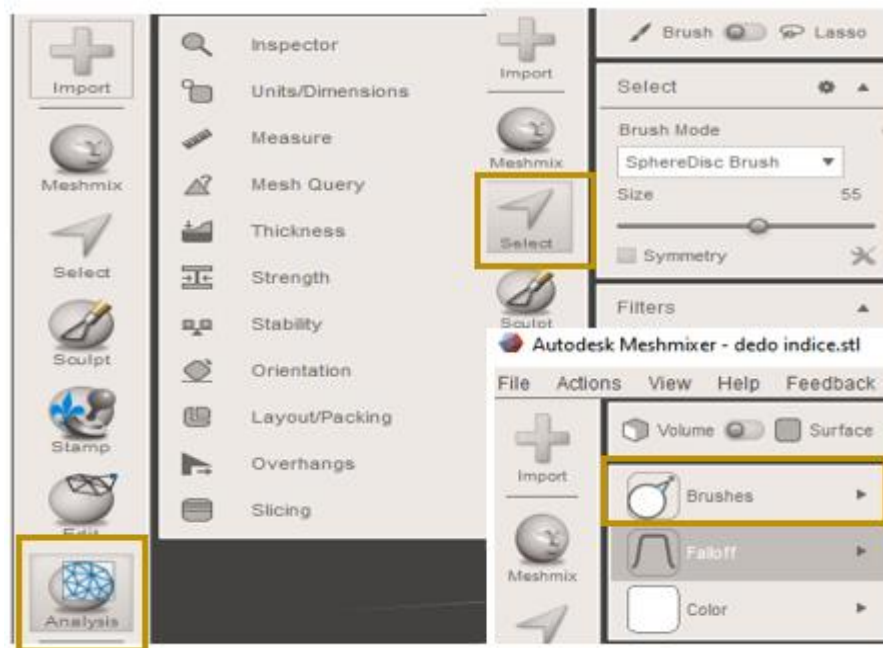 Import
Meshmix
Select
Sculpt
Stamp
Edit
Analysis
Inspector
Units/Dimensions
Measure
Mesh Query
Thickness
Strength
Stability
Orientation
Layout/Packing
Overhangs
Slicing
Import
Meshmix
Select
Sculpt
Brush Lasso
Select
Brush Mode
SphereDisc Brush
Size 55
Symmetry
Filters
Autodesk Meshmixer - dedo indice.stl
File Actions View Help Feedback
Import
Meshmix
Volume Surface
Brushes
Falloff
Color